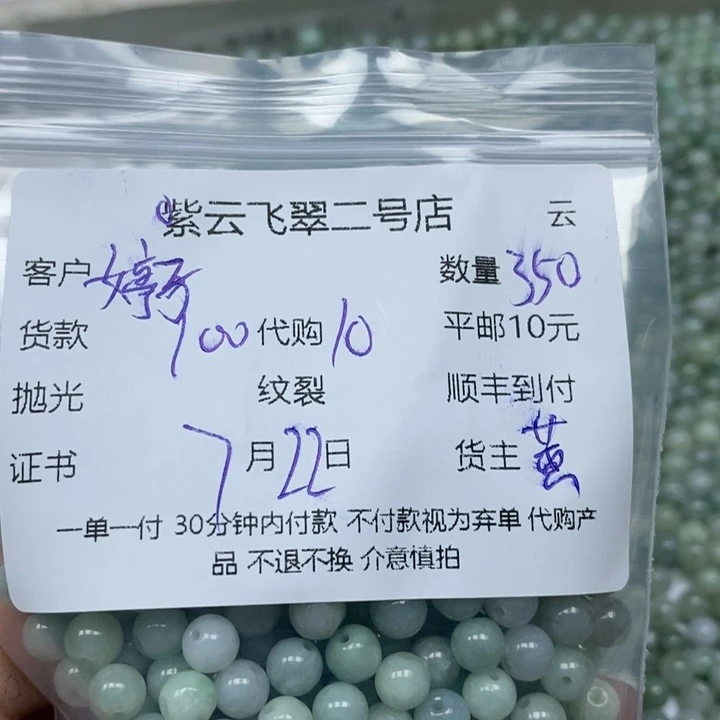 紫云飞翠二号店 云
客户 婷 数量 350
货款 100 代购 10 平邮10元
抛光 纹裂 顺丰到付
证书 7月22日 货主 黄
一单一付 30分钟内付款 不付款视为弃单 代购产
品 不退不换 介意慎拍